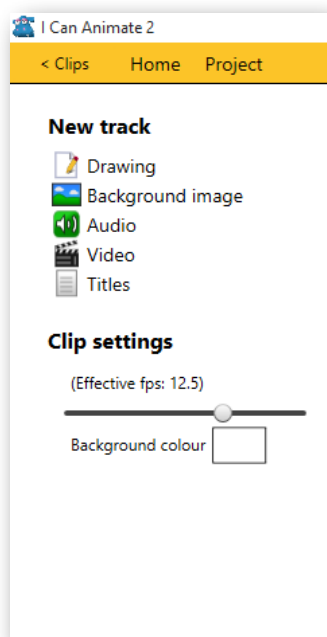 I Can Animate 2
< Clips Home Project
New track
Drawing
Background image
Audio
Video
Titles
Clip settings
(Effective fps: 12.5)
Background colour